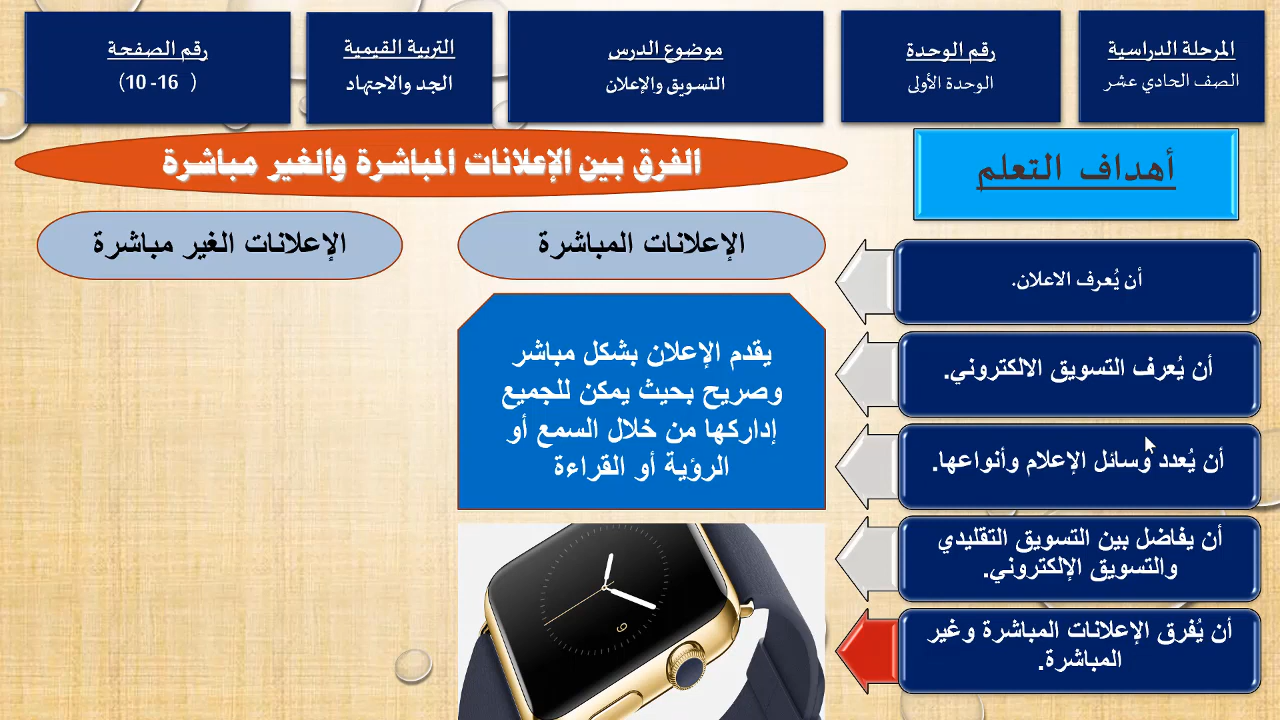 المرحلة الدراسية
الصف الحادي عشر
رقم الوحدة
الوحدة الأولى
موضوع الدرس
التسويق والإعلان
التربية القيمية
الجد والاجتهاد
رقم الصفحة
(10-16 )
أهداف التعلم
أن يُعرف الاعلان.
أن يُعرف التسويق الالكتروني.
أن يُعدد وسائل الإعلام وأنواعها.
أن يفاضل بين التسويق التقليدي
والتسويق الإلكتروني.
أن يُفرق الإعلانات المباشرة وغير
المباشرة.
الفرق بين الإعلانات المباشرة والغير مباشرة
الإعلانات المباشرة
يقدم الإعلان بشكل مباشر
وصريح بحيث يمكن للجميع
إداركها من خلال السمع أو
الرؤية أو القراءة
الإعلانات الغير مباشرة